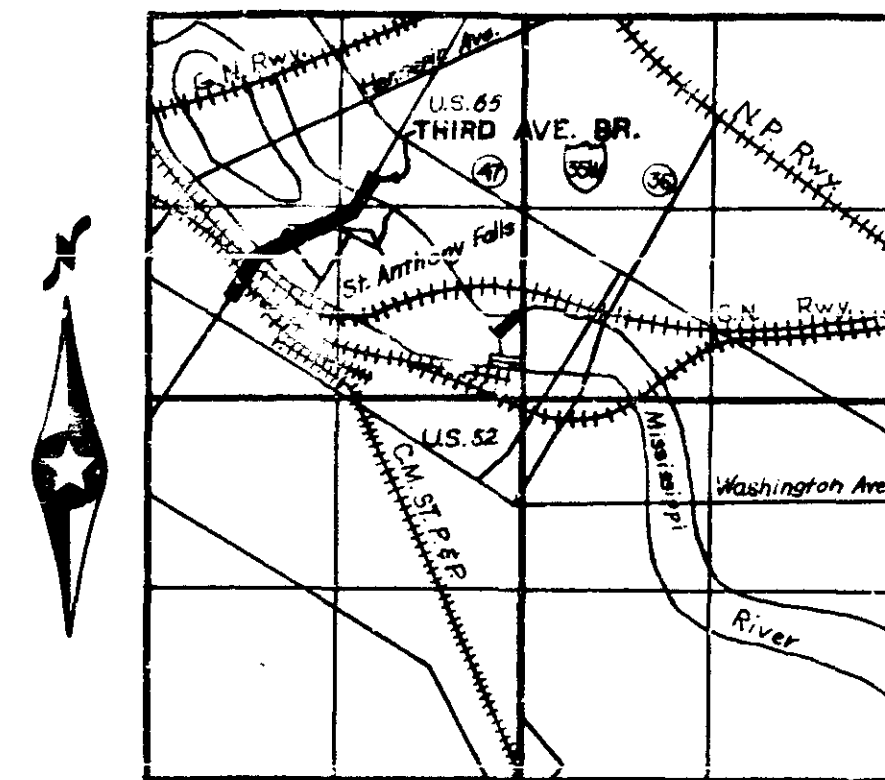 G.N. Rwy.
Hennepin Ave.
U.S. 65
THIRD AVE. BR.
47
35W
36
N.P. Rwy.
St. Anthony Falls
G.N. Rwy.
N
U.S. 52
Mississippi
Washington Ave
C.M. ST. P. & P.
River